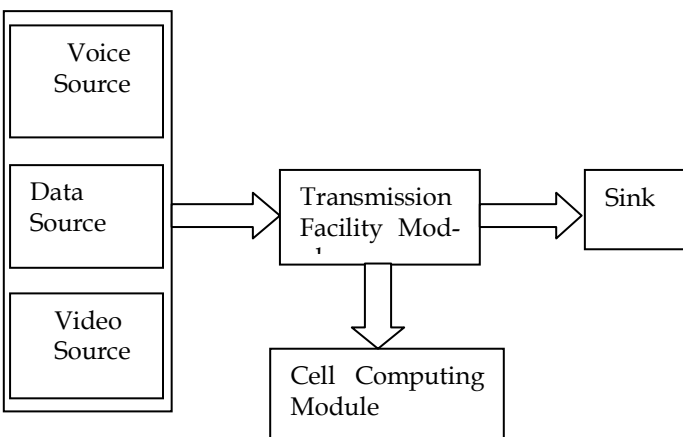 Voice
Source
Data
Source
Video
Source
Transmission
Facility Mod-
Sink
Cell Computing
Module